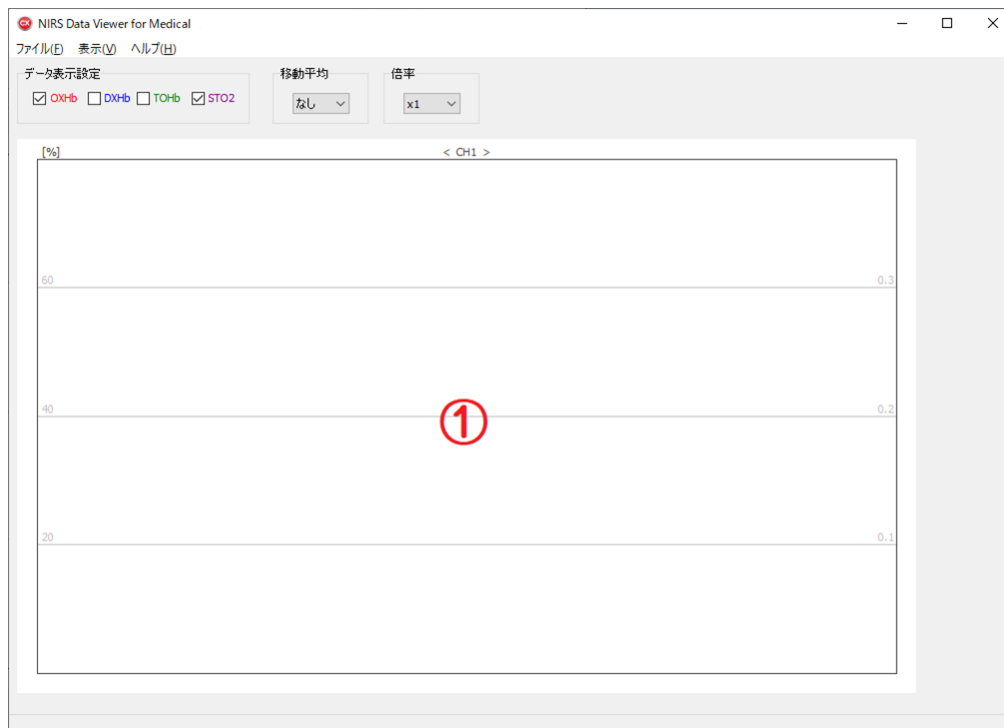 NIRS Data Viewer for Medical
ファイル(F) 表示(V) ヘルプ(H)
データ表示設定 移動平均 倍率
OXHb DXHb TOHb STO2 なし x1
[%] < CH1 >
60 0.3
40 ① 0.2
20 0.1